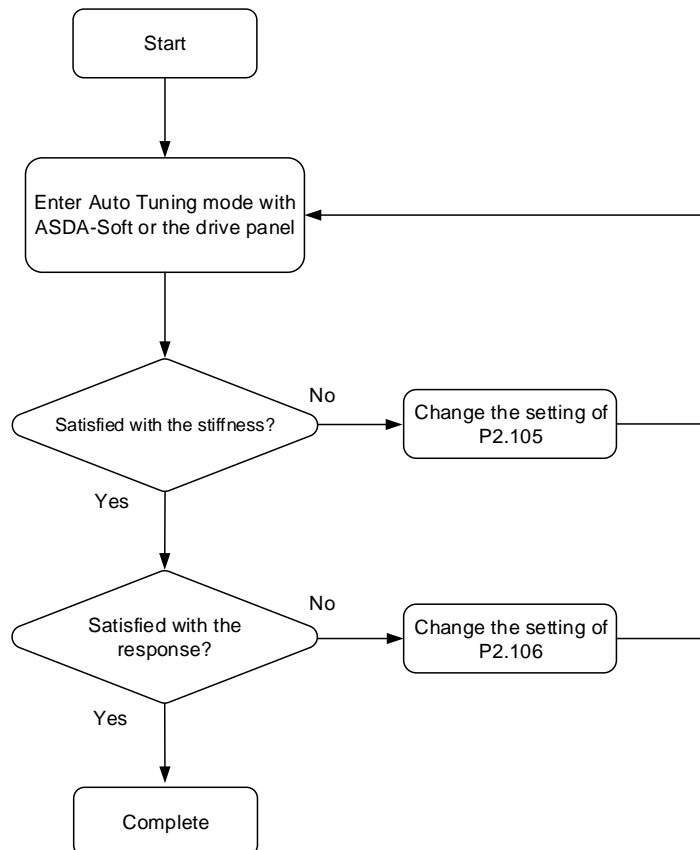 Start
Enter Auto Tuning mode with
ASDA-Soft or the drive panel
Satisfied with the stiffness?
No
Change the setting of
P2.105
Yes
Satisfied with the
response?
No
Change the setting of
P2.106
Yes
Complete